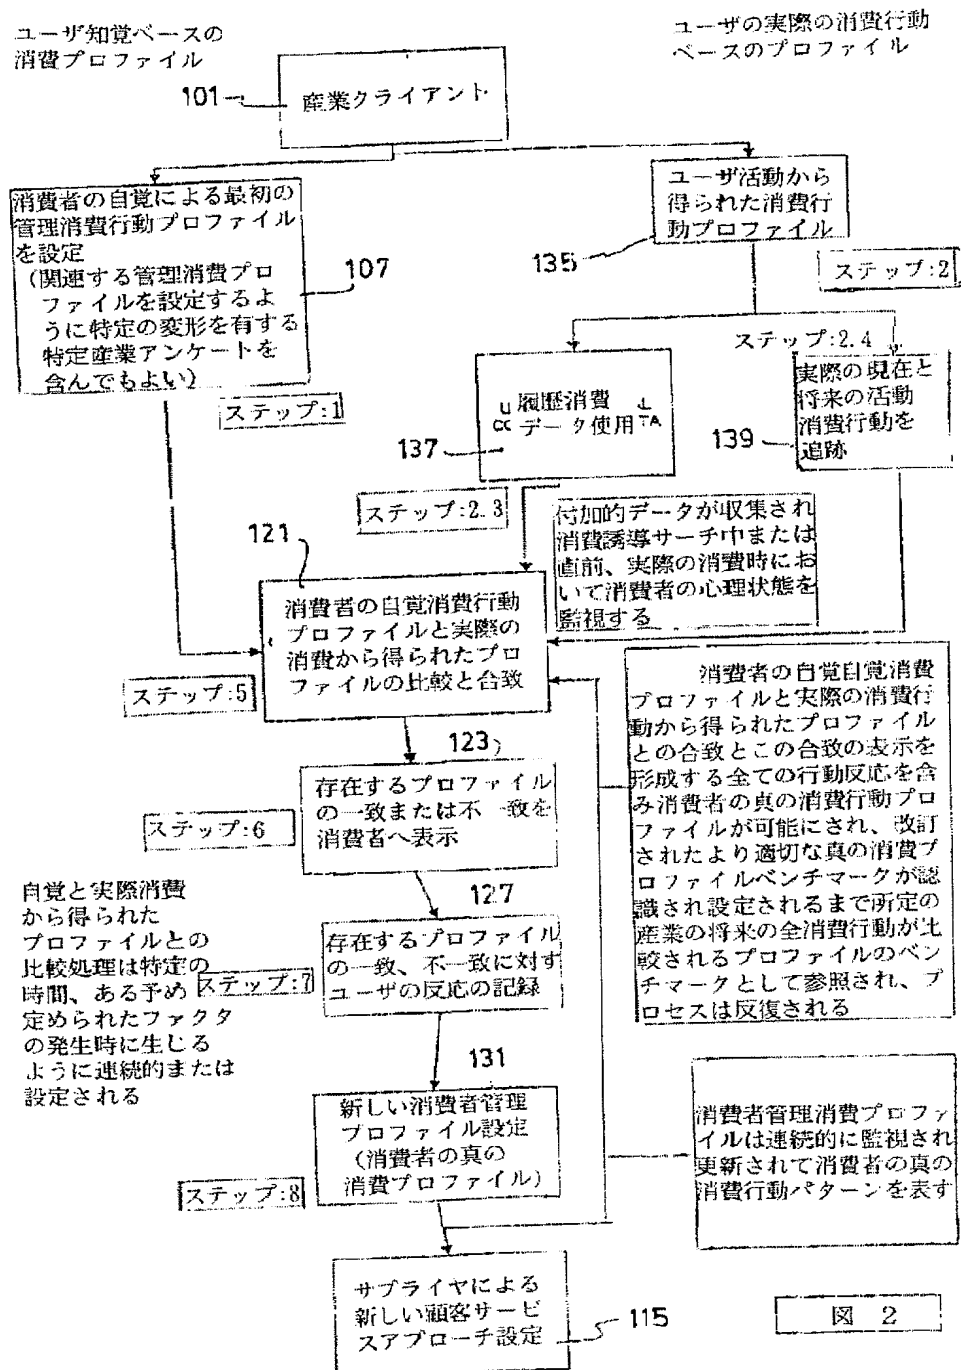 ユーザ知覚ベースの
消費プロファイル
ユーザの実際の消費行動
ベースのプロファイル
101
産業クライアント
消費者の自覚による最初の
管理消費行動プロファイル
を設定
(関連する管理消費プロ
ファイルを設定するよ
うに特定の変形を有する
特定産業アンケートを
含んでもよい)
107
ステップ:1
ユーザ活動から
得られた消費行
動プロファイル
135
ステップ:2
ステップ:2.4
履歴消費
データ使用
CC
TA
137
実際の現在と
将来の活動
消費行動を
追跡
139
ステップ:2.3
付加的データが収集され
消費誘導サーチ中または
直前、実際の消費時にお
いて消費者の心理状態を
監視する
121
消費者の自覚消費行動
プロファイルと実際の
消費から得られたプロ
ファイルの比較と合致
ステップ:5
123
存在するプロファイル
の一致または不一致を
消費者へ表示
ステップ:6
消費者の自覚自覚消費
プロファイルと実際の消費行
動から得られたプロファイル
との合致とこの合致の表示を
形成する全ての行動反応を含
み消費者の真の消費行動プロ
ファイルが可能にされ、改訂
されたより適切な真の消費プ
ロファイルベンチマークが認
識され設定されるまで所定の
産業の将来の全消費行動が比
較されるプロファイルのベン
チマークとして参照され、プ
ロセスは反復される
127
存在するプロファイル
の一致、不一致に対す
ユーザの反応の記録
ステップ:7
自覚と実際消費
から得られた
プロファイルとの
比較処理は特定の
時間、ある予め
定められたファクタ
の発生時に生じる
ように連続的または
設定される
131
新しい消費者管理
プロファイル設定
(消費者の真の
消費プロファイル)
ステップ:8
消費者管理消費プロファ
イルは連続的に監視され
更新されて消費者の真の
消費行動パターンを表す
サプライヤによる
新しい顧客サービ
スアプローチ設定
115
図 2